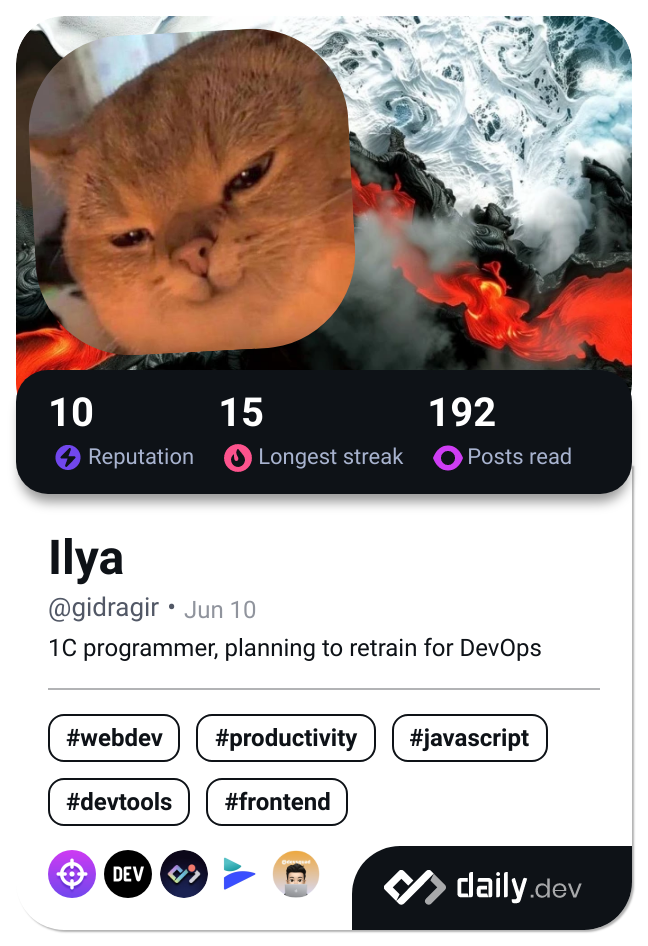 10 15 192
Reputation Longest streak Posts read
Ilya
@gidragir • Jun 10
1C programmer, planning to retrain for DevOps
#webdev #productivity #javascript
#devtools #frontend
DEV
daily.dev